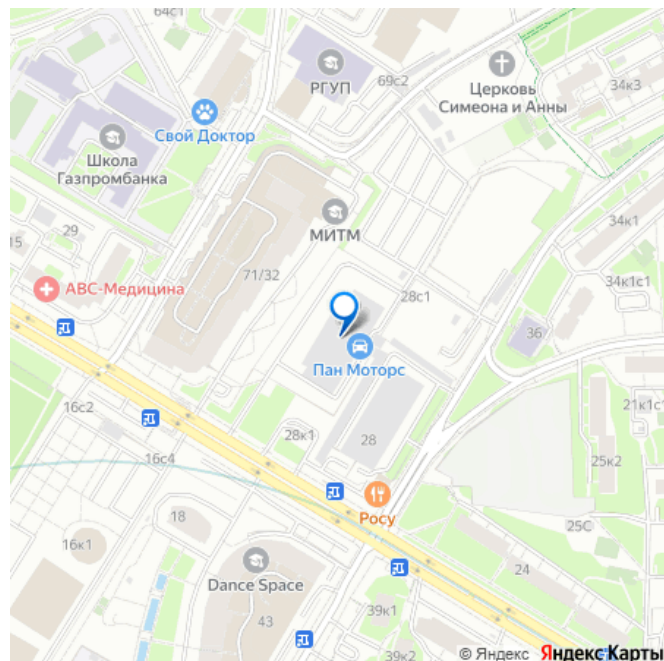 64с1
РГУП
69с2
Церковь
Симеона и Анны
34к3
Свой Доктор
Школа
Газпромбанка
МИТМ
34к1
15
29
АВС-Медицина
71/32
28с1
34к1с1
36
Пан Моторс
16с2
28к1
28
21к1с1
25к2
16с4
Росу
18
25С
16к1
24
Dance Space
43
39к1
39к2
© Яндекс Яндекс Карты